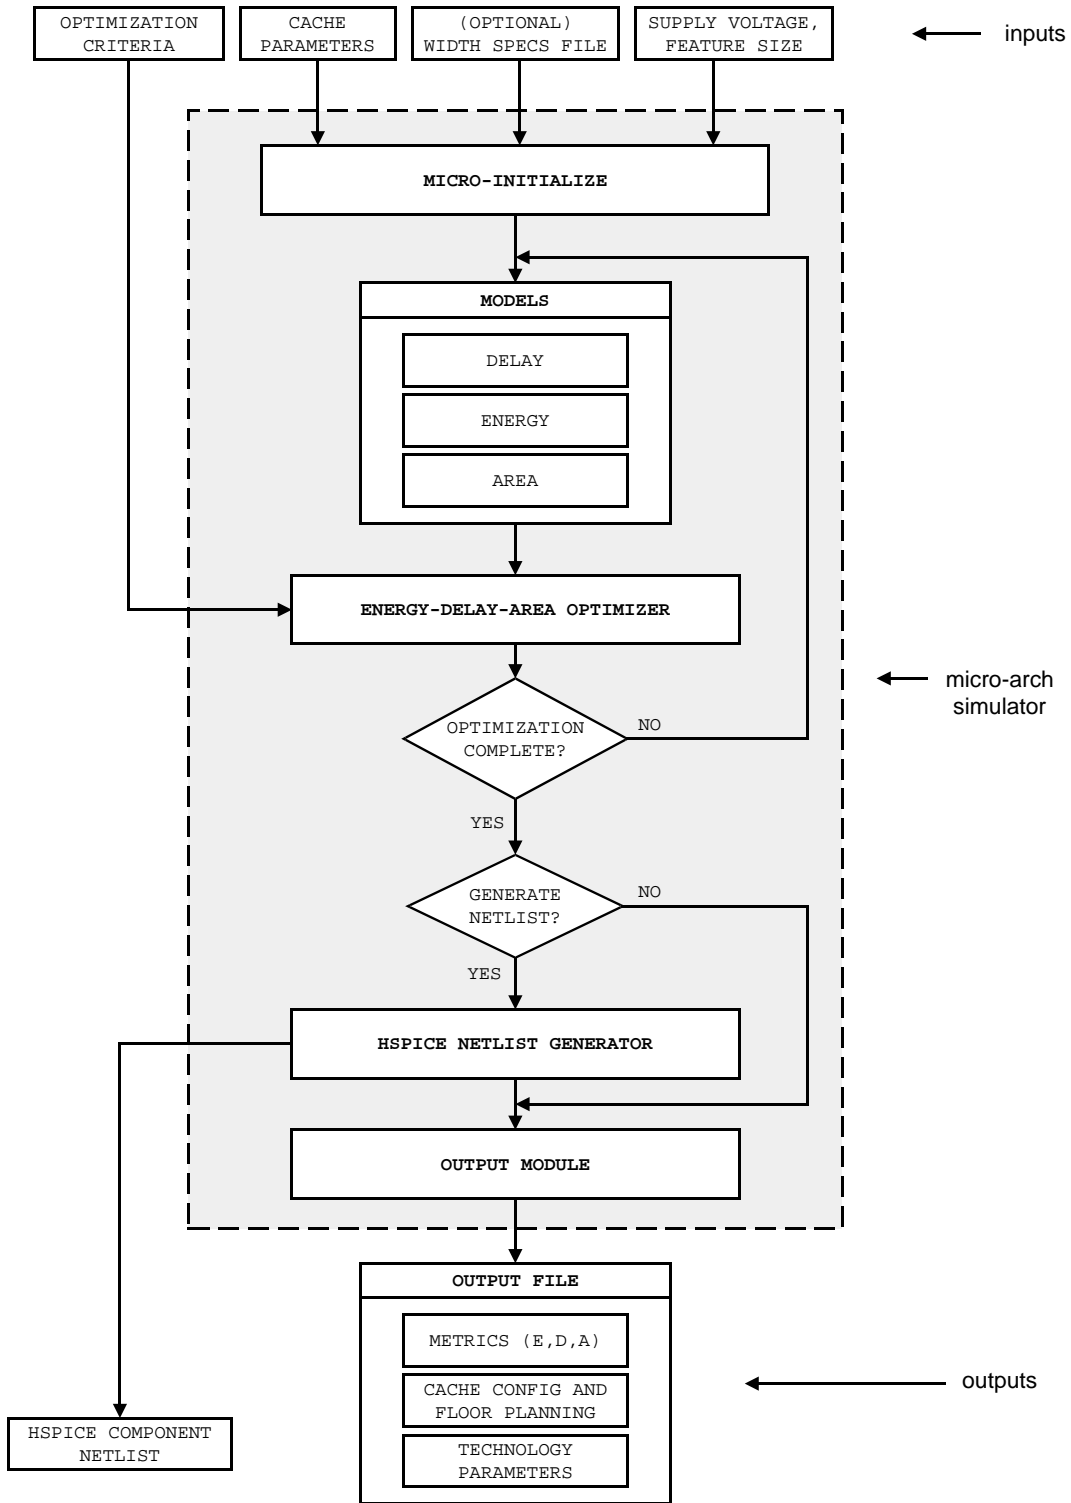 OPTIMIZATION
CRITERIA
CACHE
PARAMETERS
(OPTIONAL)
WIDTH SPECS FILE
SUPPLY VOLTAGE,
FEATURE SIZE
inputs
MICRO-INITIALIZE
MODELS
DELAY
ENERGY
AREA
ENERGY-DELAY-AREA OPTIMIZER
micro-arch
simulator
OPTIMIZATION
COMPLETE?
NO
YES
GENERATE
NETLIST?
NO
YES
HSPICE NETLIST GENERATOR
OUTPUT MODULE
OUTPUT FILE
METRICS (E,D,A)
CACHE CONFIG AND
FLOOR PLANNING
TECHNOLOGY
PARAMETERS
outputs
HSPICE COMPONENT
NETLIST